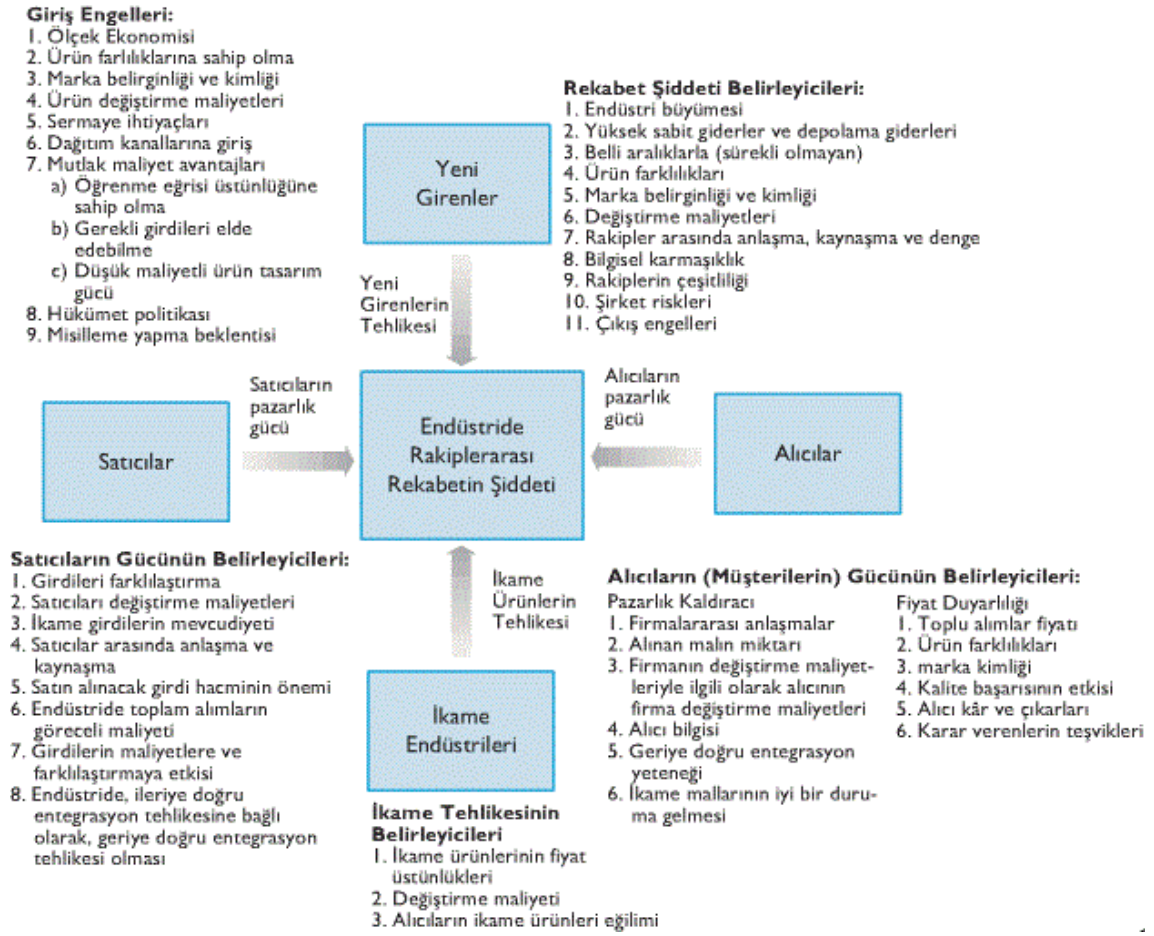 Giriş Engelleri:
1. Ölçek Ekonomisi
2. Ürün farlılıklarına sahip olma
3. Marka belirginliği ve kimliği
4. Ürün değiştirme maliyetleri
5. Sermaye ihtiyaçları
6. Dağıtım kanallarına giriş
7. Mutlak maliyet avantajları
a) Öğrenme eğrisi üstünlüğüne
sahip olma
b) Gerekli girdileri elde
edebilme
c) Düşük maliyetli ürün tasarım
gücü
8. Hükümet politikası
9. Misilleme yapma beklentisi
Yeni
Girenler
Rekabet Şiddeti Belirleyicileri:
1. Endüstri büyümesi
2. Yüksek sabit giderler ve depolama giderleri
3. Belli aralıklarla (sürekli olmayan)
4. Ürün farklılıkları
5. Marka belirginliği ve kimliği
6. Değiştirme maliyetleri
7. Rakipler arasında anlaşma, kaynaşma ve denge
8. Bilgisel karmaşıklık
9. Rakiplerin çeşitliliği
10. Şirket riskleri
11. Çıkış engelleri
Yeni
Girenlerin
Tehlikesi
Satıcılar
Satıcıların
pazarlık
gücü
Endüstride
Rakiplerarası
Rekabetin Şiddeti
Alıcıların
pazarlık
gücü
Alıcılar
Satıcıların Gücünün Belirleyicileri:
1. Girdileri farklılaştırma
2. Satıcıları değiştirme maliyetleri
3. İkame girdilerin mevcudiyeti
4. Satıcılar arasında anlaşma ve
kaynaşma
5. Satın alınacak girdi hacminin önemi
6. Endüstride toplam alımların
göreceli maliyeti
7. Girdilerin maliyetlere ve
farklılaştırmaya etkisi
8. Endüstride, ileriye doğru
entegrasyon tehlikesine bağlı
olarak, geriye doğru entegrasyon
tehlikesi olması
İkame
Ürünlerin
Tehlikesi
İkame
Endüstrileri
İkame Tehlikesinin
Belirleyicileri
1. İkame ürünlerinin fiyat
üstünlükleri
2. Değiştirme maliyeti
3. Alıcıların ikame ürünleri eğilimi
Alıcıların (Müşterilerin) Gücünün Belirleyicileri:
Pazarlık Kaldıracı
1. Firmalararası anlaşmalar
2. Alınan malın miktarı
3. Firmanın değiştirme maliyet-
leriyle ilgili olarak alıcının
firma değiştirme maliyetleri
4. Alıcı bilgisi
5. Geriye doğru entegrasyon
yeteneği
6. İkame mallarının iyi bir duru-
ma gelmesi
Fiyat Duyarlılığı
1. Toplu alımlar fiyatı
2. Ürün farklılıkları
3. marka kimliği
4. Kalite başarısının etkisi
5. Alıcı kâr ve çıkarları
6. Karar verenlerin teşvikleri